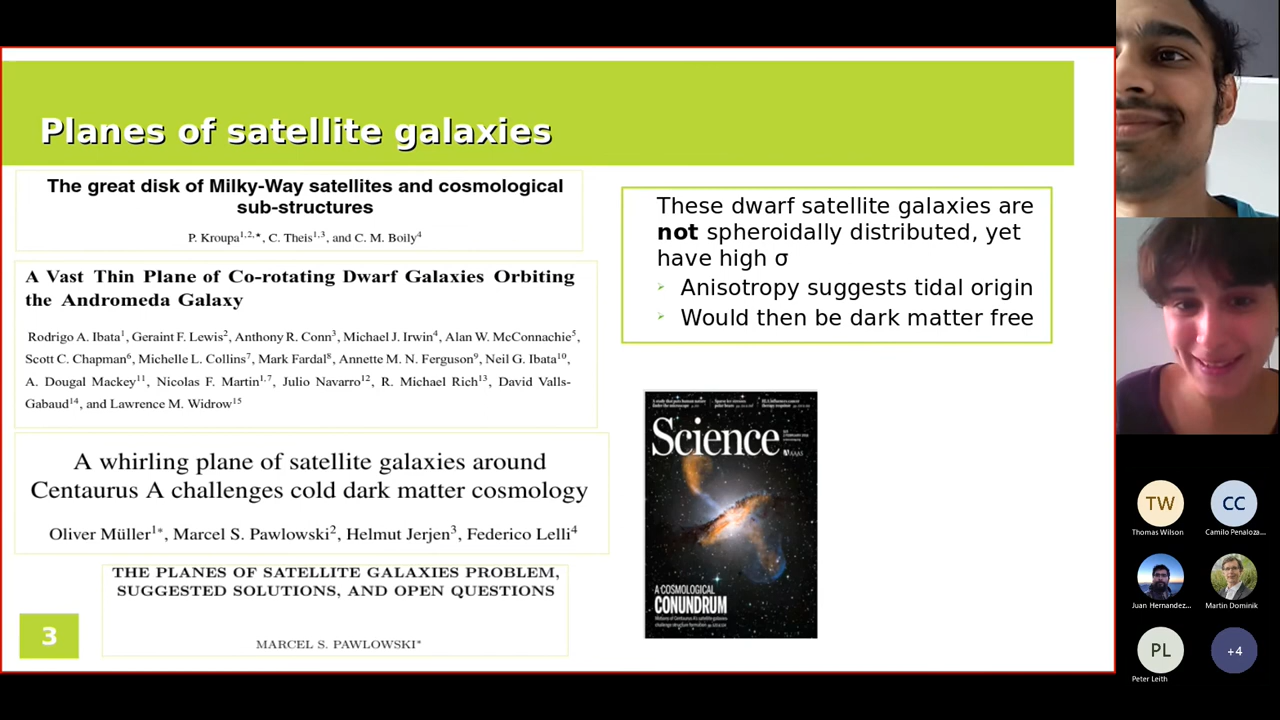 Planes of satellite galaxies
The great disk of Milky-Way satellites and cosmological
sub-structures
P. Kroupa1,2,⋆, C. Theis1,3, and C. M. Boily4
A Vast Thin Plane of Co-rotating Dwarf Galaxies Orbiting
the Andromeda Galaxy
Rodrigo A. Ibata1, Geraint F. Lewis2, Anthony R. Conn3, Michael J. Irwin4, Alan W. McConnachie5,
Scott C. Chapman6, Michelle L. Collins7, Mark Fardal8, Annette M. N. Ferguson9, Neil G. Ibata10,
A. Dougal Mackey11, Nicolas F. Martin1,7, Julio Navarro12, R. Michael Rich13, David Valls-
Gabaud14, and Lawrence M. Widrow15
A whirling plane of satellite galaxies around
Centaurus A challenges cold dark matter cosmology
Oliver Müller1*, Marcel S. Pawlowski2, Helmut Jerjen3, Federico Lelli4
THE PLANES OF SATELLITE GALAXIES PROBLEM,
SUGGESTED SOLUTIONS, AND OPEN QUESTIONS
MARCEL S. PAWLOWSKI*
3
These dwarf satellite galaxies are
not spheroidally distributed, yet
have high σ
Anisotropy suggests tidal origin
Would then be dark matter free
Science
AAAS
A COSMOLOGICAL
CONUNDRUM
TW
Thomas Wilson
CC
Camilo Penaloza...
Juan Hernandez...
Martin Dominik
PL
Peter Leith
+4